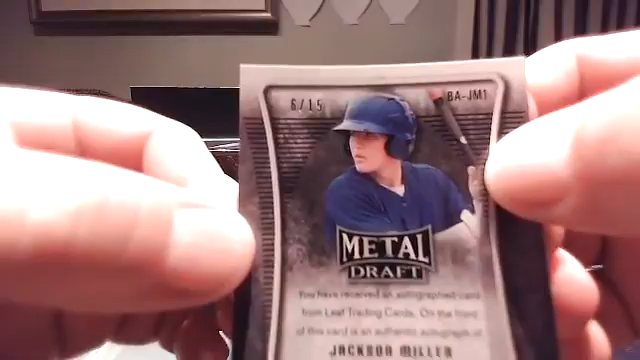 6/15 BA-JM1
METAL
DRAFT
You have received an autographed card
from Leaf Trading Cards. On the front
of this card is an authentic autograph of
JACKSON MILLER